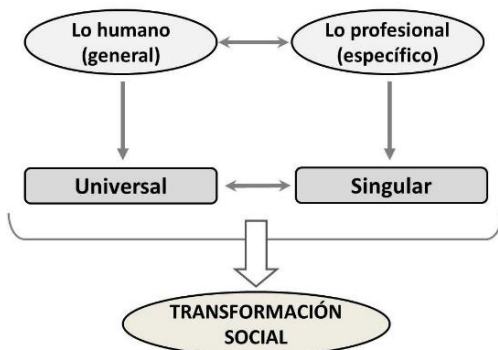 Lo humano
(general)
Lo profesional
(específico)
Universal
Singular
TRANSFORMACIÓN
SOCIAL